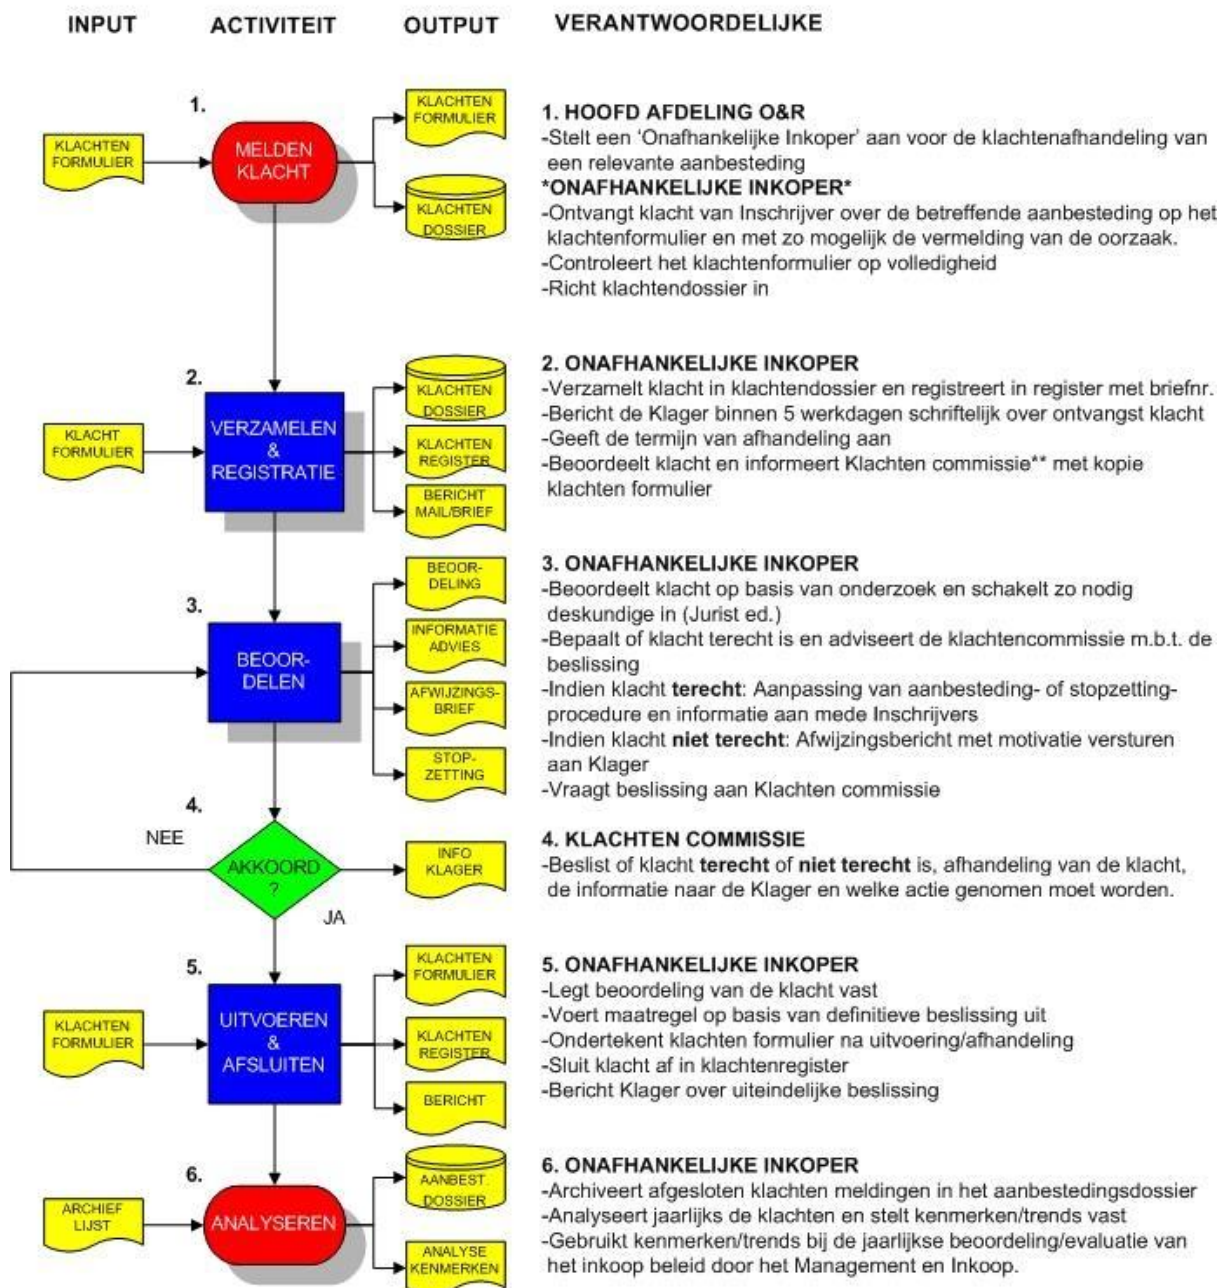 INPUT ACTIVITEIT OUTPUT VERANTWOORDELIJKE
1.
KLACHTEN
FORMULIER
MELDEN
KLACHT
KLACHTEN
FORMULIER
KLACHTEN
DOSSIER
1. HOOFD AFDELING O&R
-Stelt een ‘Onafhankelijke Inkoper’ aan voor de klachtenafhandeling van
een relevante aanbesteding
*ONAFHANKELIJKE INKOPER*
-Ontvangt klacht van Inschrijver over de betreffende aanbesteding op het
klachtenformulier en met zo mogelijk de vermelding van de oorzaak.
-Controleert het klachtenformulier op volledigheid
-Richt klachtendossier in
2.
KLACHT
FORMULIER
VERZAMELEN
&
REGISTRATIE
KLACHTEN
DOSSIER
KLACHTEN
REGISTER
BERICHT
MAIL/BRIEF
2. ONAFHANKELIJKE INKOPER
-Verzamelt klacht in klachtendossier en registreert in register met briefnr.
-Bericht de Klager binnen 5 werkdagen schriftelijk over ontvangst klacht
-Geeft de termijn van afhandeling aan
-Beoordeelt klacht en informeert Klachten commissie** met kopie
klachten formulier
3.
BEOOR-
DELEN
BEOOR-
DELING
INFORMATIE
ADVIES
AFWIJZINGS-
BRIEF
STOP-
ZETTING
3. ONAFHANKELIJKE INKOPER
-Beoordeelt klacht op basis van onderzoek en schakelt zo nodig
deskundige in (Jurist ed.)
-Bepaalt of klacht terecht is en adviseert de klachtencommissie m.b.t. de
beslissing
-Indien klacht terecht: Aanpassing van aanbesteding- of stopzetting-
procedure en informatie aan mede Inschrijvers
-Indien klacht niet terecht: Afwijzingsbericht met motivatie versturen
aan Klager
-Vraagt beslissing aan Klachten commissie
4.
NEE
AKKOORD
?
JA
INFO
KLAGER
4. KLACHTEN COMMISSIE
-Beslist of klacht terecht of niet terecht is, afhandeling van de klacht,
de informatie naar de Klager en welke actie genomen moet worden.
5.
KLACHTEN
FORMULIER
UITVOEREN
&
AFSLUITEN
KLACHTEN
FORMULIER
KLACHTEN
REGISTER
BERICHT
5. ONAFHANKELIJKE INKOPER
-Legt beoordeling van de klacht vast
-Voert maatregel op basis van definitieve beslissing uit
-Ondertekent klachten formulier na uitvoering/afhandeling
-Sluit klacht af in klachtenregister
-Bericht Klager over uiteindelijke beslissing
6.
ARCHIEF
LIJST
ANALYSEREN
AANBEST.
DOSSIER
ANALYSE
KENMERKEN
6. ONAFHANKELIJKE INKOPER
-Archiveert afgesloten klachten meldingen in het aanbestedingsdossier
-Analyseert jaarlijks de klachten en stelt kenmerken/trends vast
-Gebruikt kenmerken/trends bij de jaarlijkse beoordeling/evaluatie van
het inkoop beleid door het Management en Inkoop.